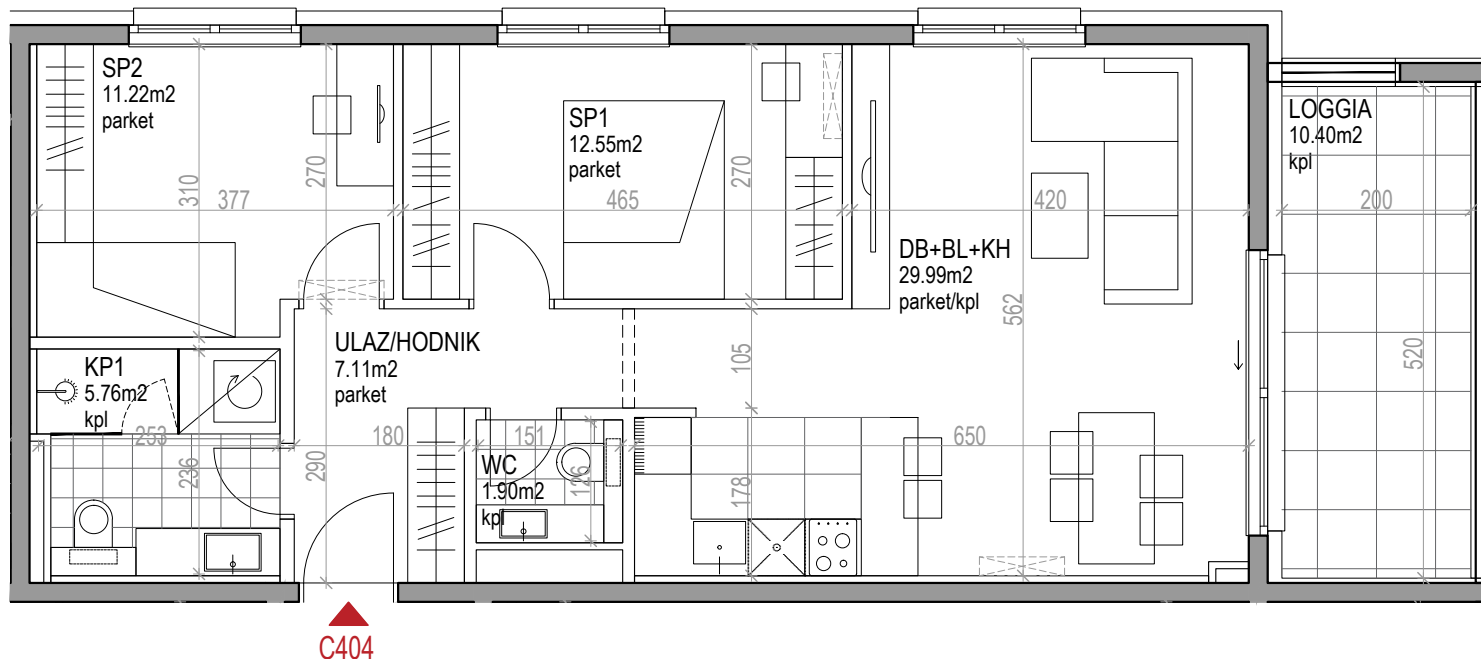 SP2
11.22m2
parket
310
377
270
SP1
12.55m2
parket
465
270
DB+BL+KH
29.99m2
parket/kpl
420
562
LOGGIA
10.40m2
kpl
200
520
KP1
5.76m2
kpl
253
236
ULAZ/HODNIK
7.11m2
parket
180
290
105
WC
1.90m2
kpl
151
126
178
650
C404